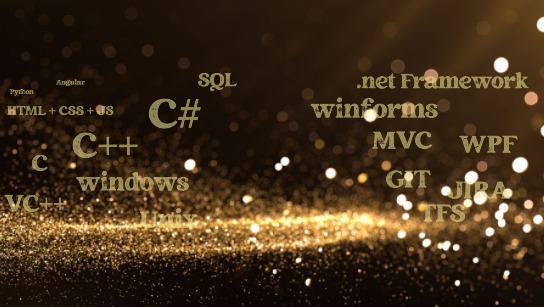 SQL
.net Framework
Angular
Python
HTML + CSS + JS
C#
winforms
C++
MVC
WPF
C
windows
GIT
JIRA
VC++
Unix
TFS